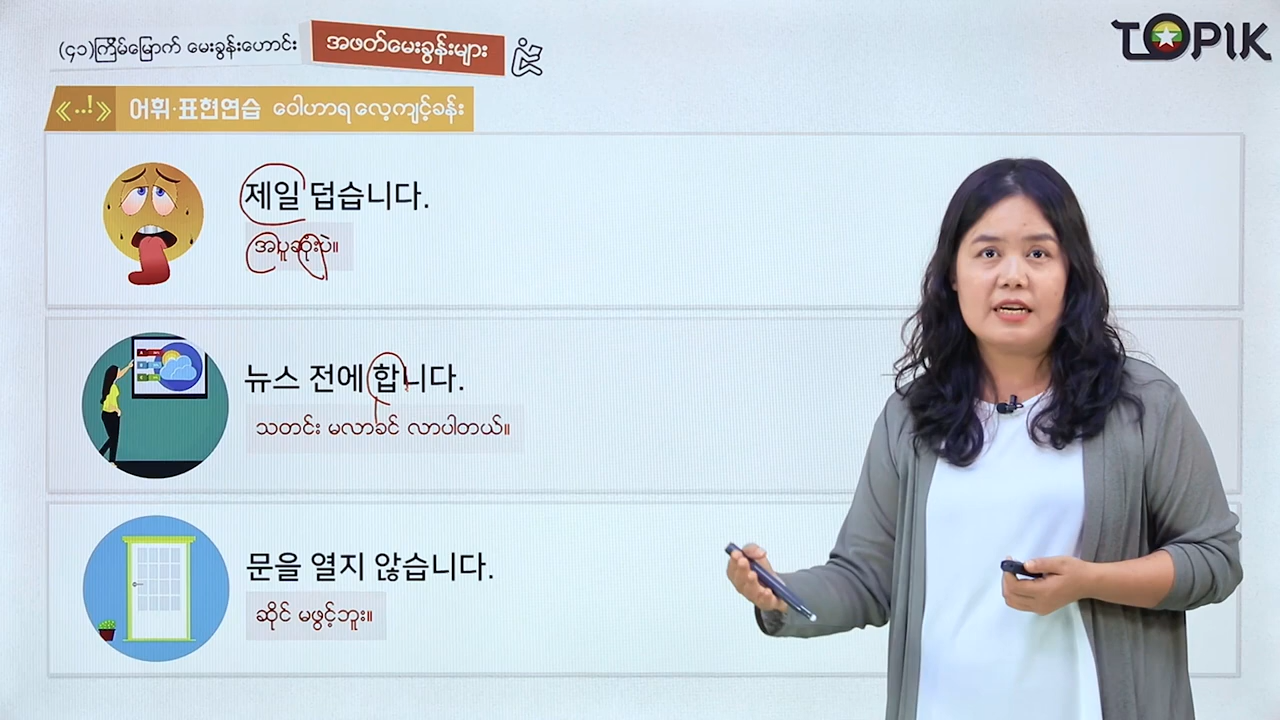 (၄၁)ကြိမ်မြောက် မေးခွန်းဟောင်း အဖတ်မေးခွန်းများ
TOPIK
《..!》 어휘·표현연습 ဝေါဟာရ လေ့ကျင့်ခန်း
제일 덥습니다.
အပူဆုံးပဲ။
뉴스 전에 합니다.
သတင်း မလာခင် လာပါတယ်။
문을 열지 않습니다.
ဆိုင် မဖွင့်ဘူး။